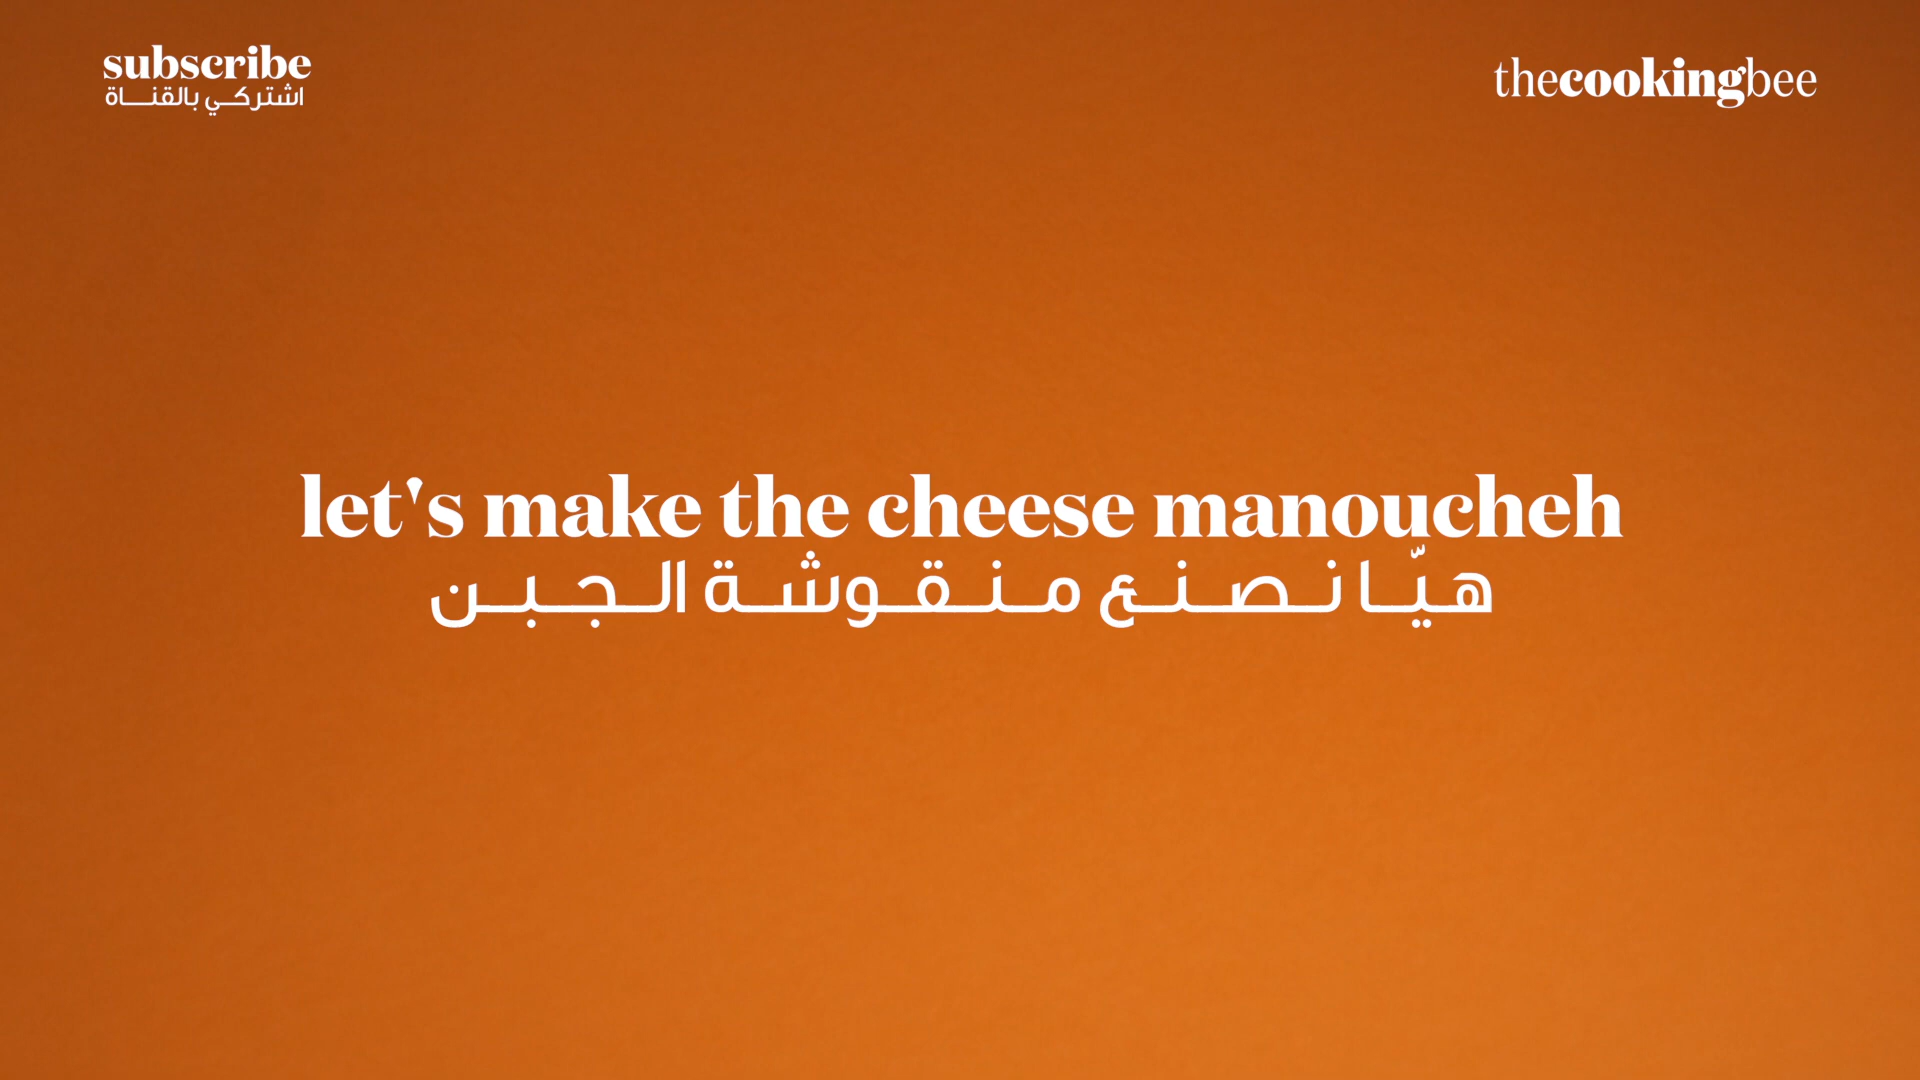 subscribe
اشتركي بالقناة
thecookingbee
let's make the cheese manoucheh
هيّا نصنع منقوشة الجبن